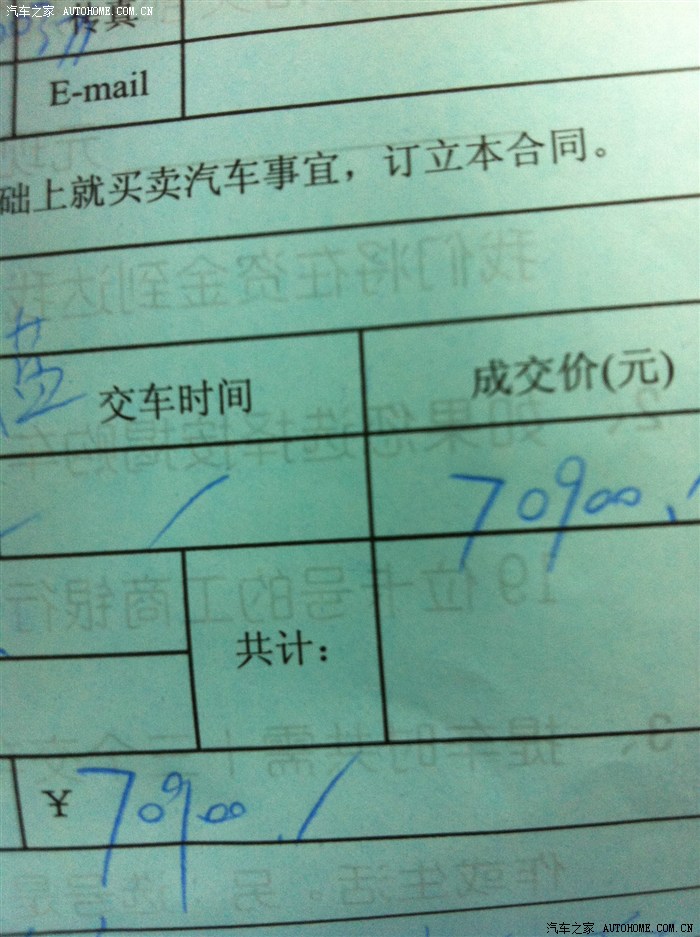 汽车之家 AUTOHOME.COM.CN
E-mail
础上就买卖汽车事宜，订立本合同。
蓝
交车时间
成交价(元)
70900.
共计：
¥ 70900.
汽车之家 AUTOHOME.COM.CN